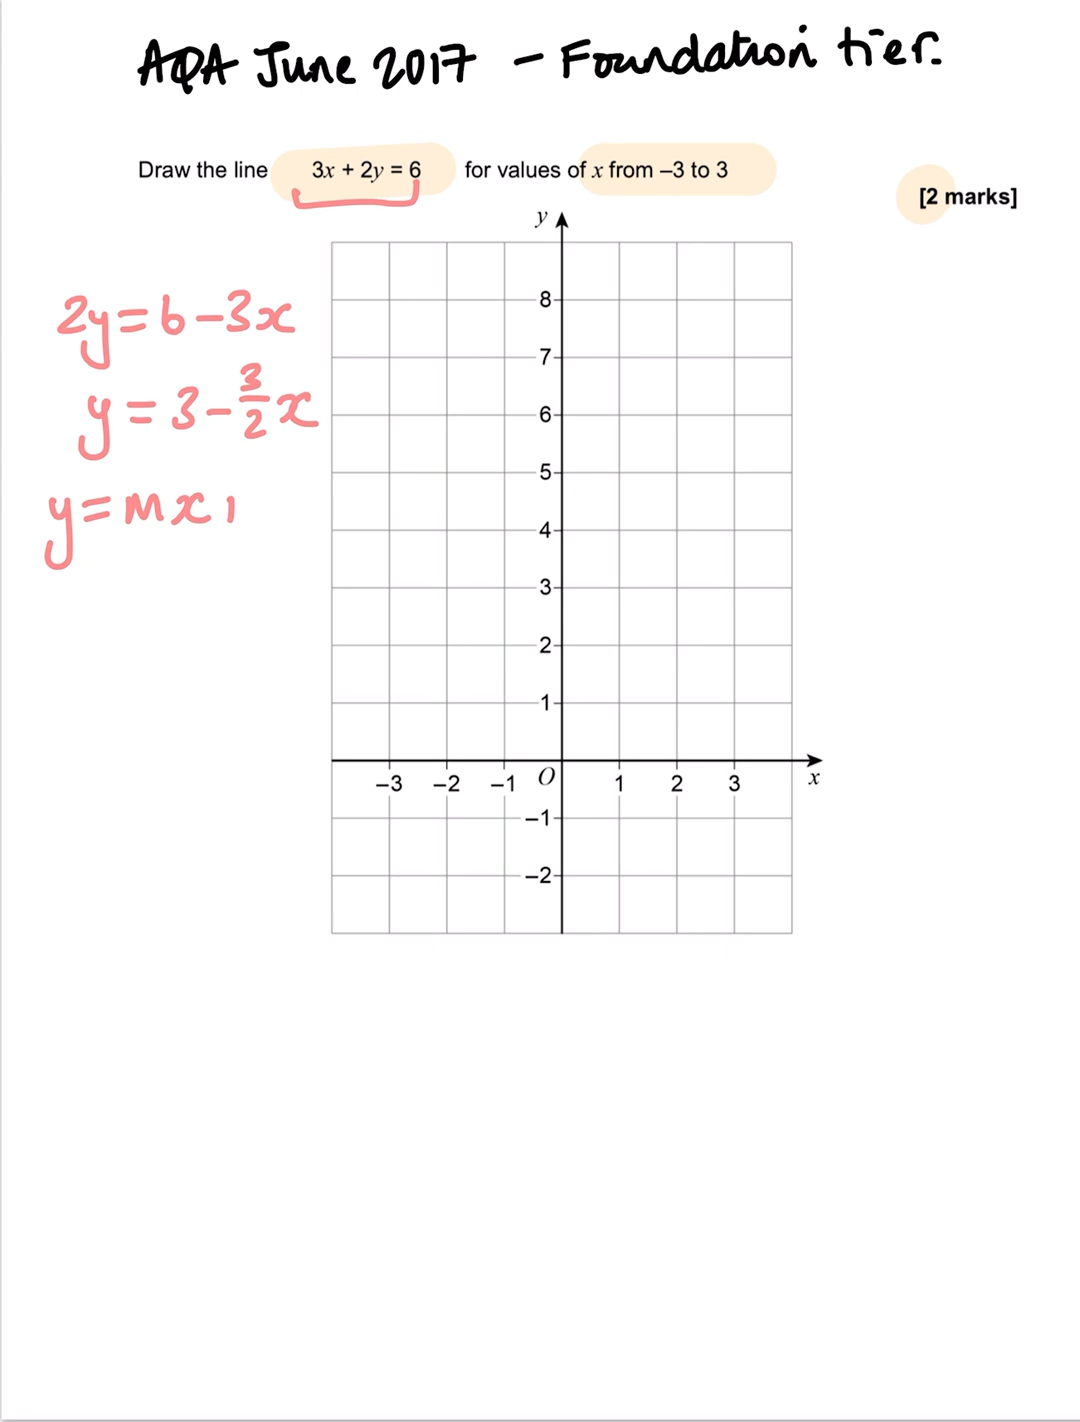 AQA June 2017 - Foundation tier.
Draw the line 3x + 2y = 6 for values of x from –3 to 3
[2 marks]
y
2y = 6 - 3x
y = 3 - 3/2 x
y = mx
8
7
6
5
4
3
2
1
–3 –2 –1 O 1 2 3 x
–1
–2